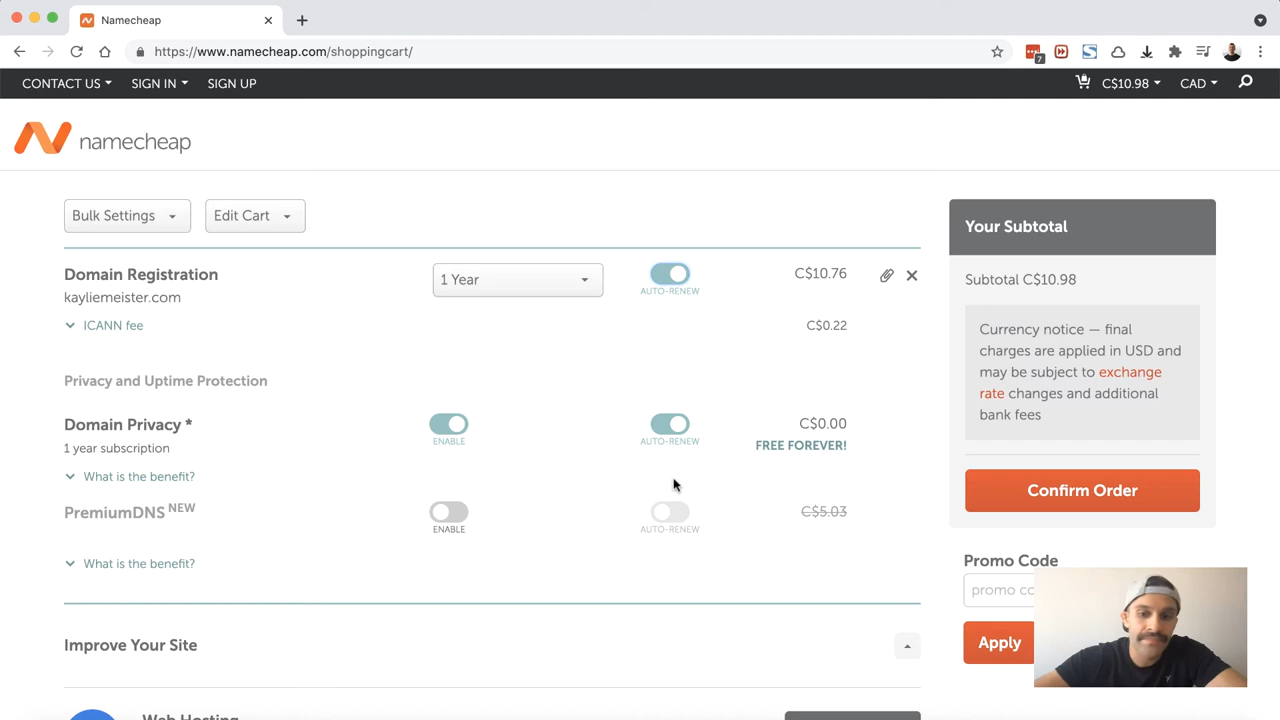 Namecheap
https://www.namecheap.com/shoppingcart/
7
CONTACT US SIGN IN SIGN UP C$10.98 CAD
namecheap
Bulk Settings Edit Cart
Your Subtotal
Domain Registration 1 Year C$10.76
kayliemeister.com AUTO-RENEW
Subtotal C$10.98
ICANN fee C$0.22
Currency notice — final
charges are applied in USD and
may be subject to exchange
rate changes and additional
bank fees
Privacy and Uptime Protection
Domain Privacy * C$0.00
ENABLE AUTO-RENEW FREE FOREVER!
1 year subscription
What is the benefit?
Confirm Order
PremiumDNS NEW C$5.03
ENABLE AUTO-RENEW
What is the benefit?
Promo Code
promo co
Improve Your Site
Apply
Web Hosting